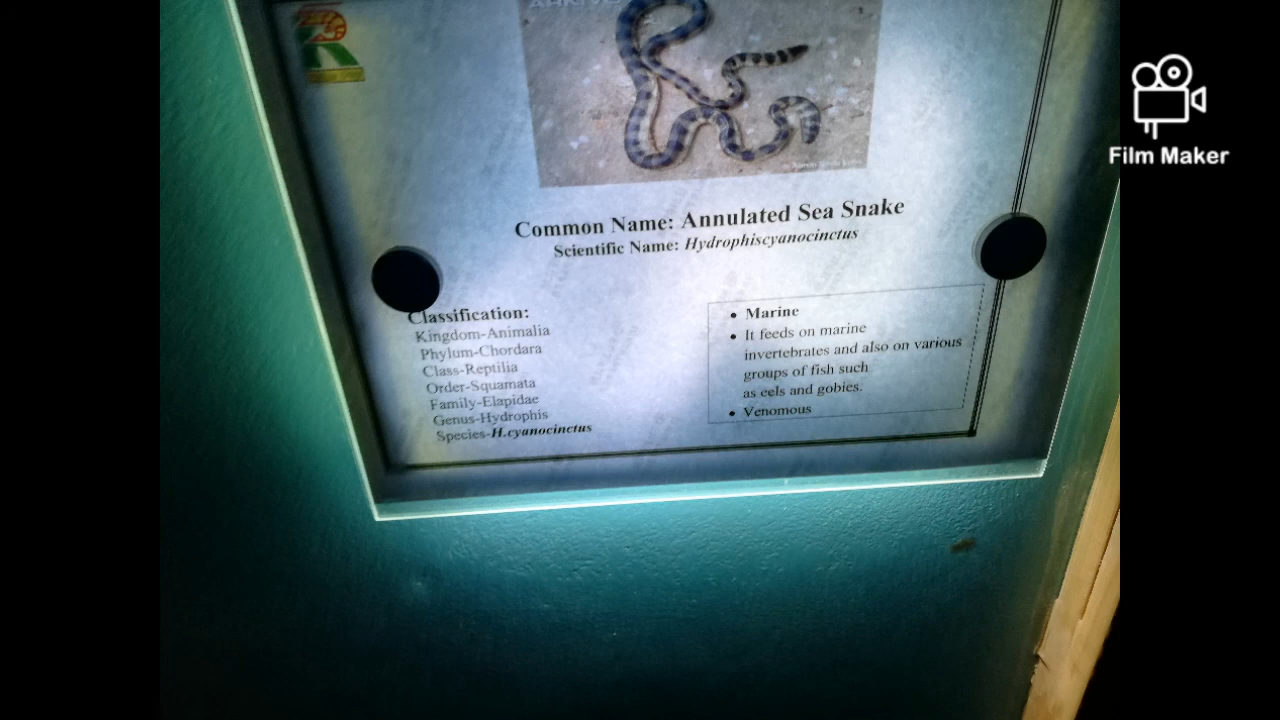 Film Maker
Common Name: Annulated Sea Snake
Scientific Name: Hydrophiscyanocinctus
Classification:
Kingdom-Animalia
Phylum-Chordara
Class-Reptilia
Order-Squamata
Family-Elapidae
Genus-Hydrophis
Species-H.cyanocinctus
• Marine
• It feeds on marine
invertebrates and also on various
groups of fish such
as eels and gobies.
• Venomous